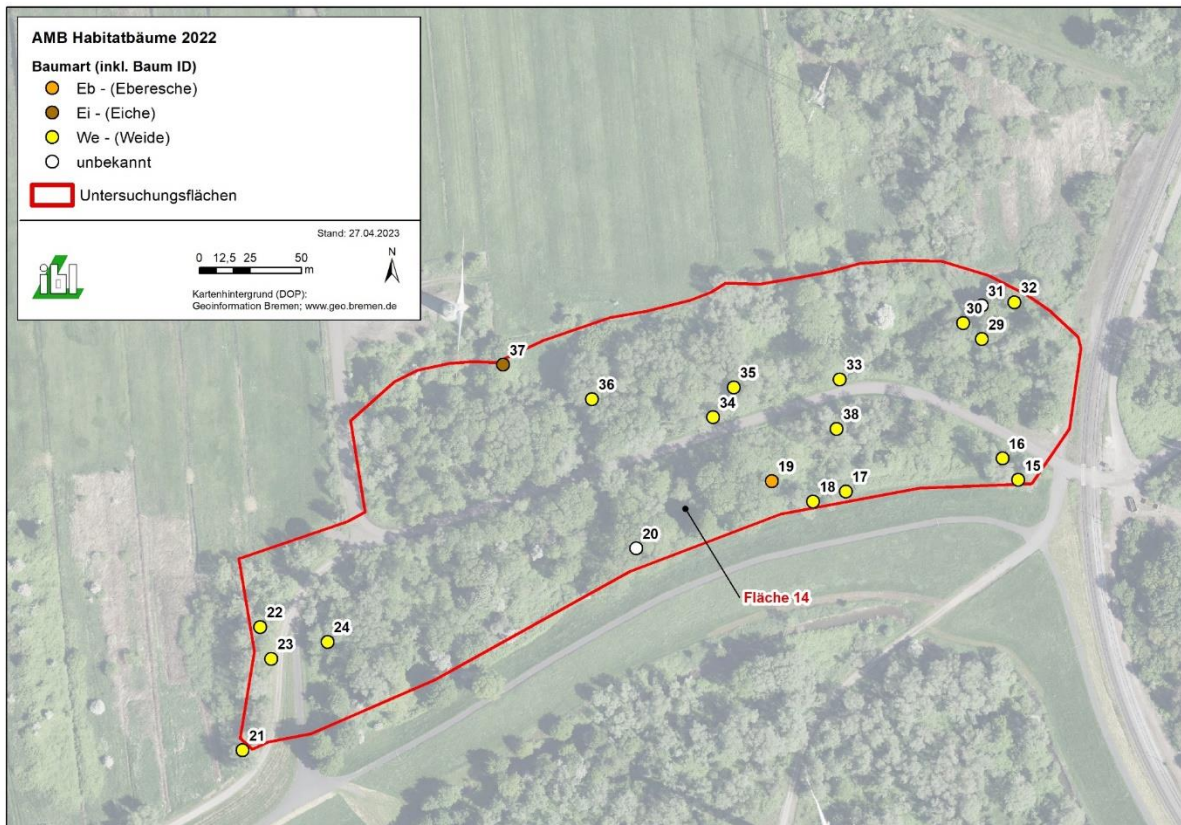 AMB Habitatbäume 2022
Baumart (inkl. Baum ID)
Eb - (Eberesche)
Ei - (Eiche)
We - (Weide)
unbekannt
Untersuchungsflächen
Stand: 27.04.2023
0 12,5 25 50
m
N
ibl
Kartenhintergrund (DOP):
Geoinformation Bremen; www.geo.bremen.de
31
32
30
29
37
33
35
36
34
38
16
15
19
17
18
20
Fläche 14
22
24
23
21